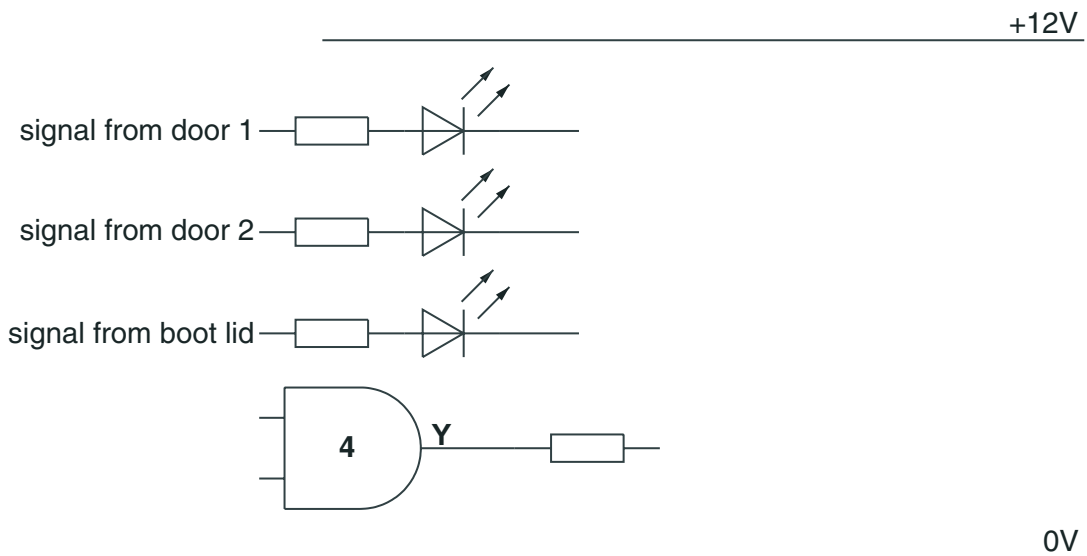 +12V
signal from door 1
signal from door 2
signal from boot lid
4
Y
0V